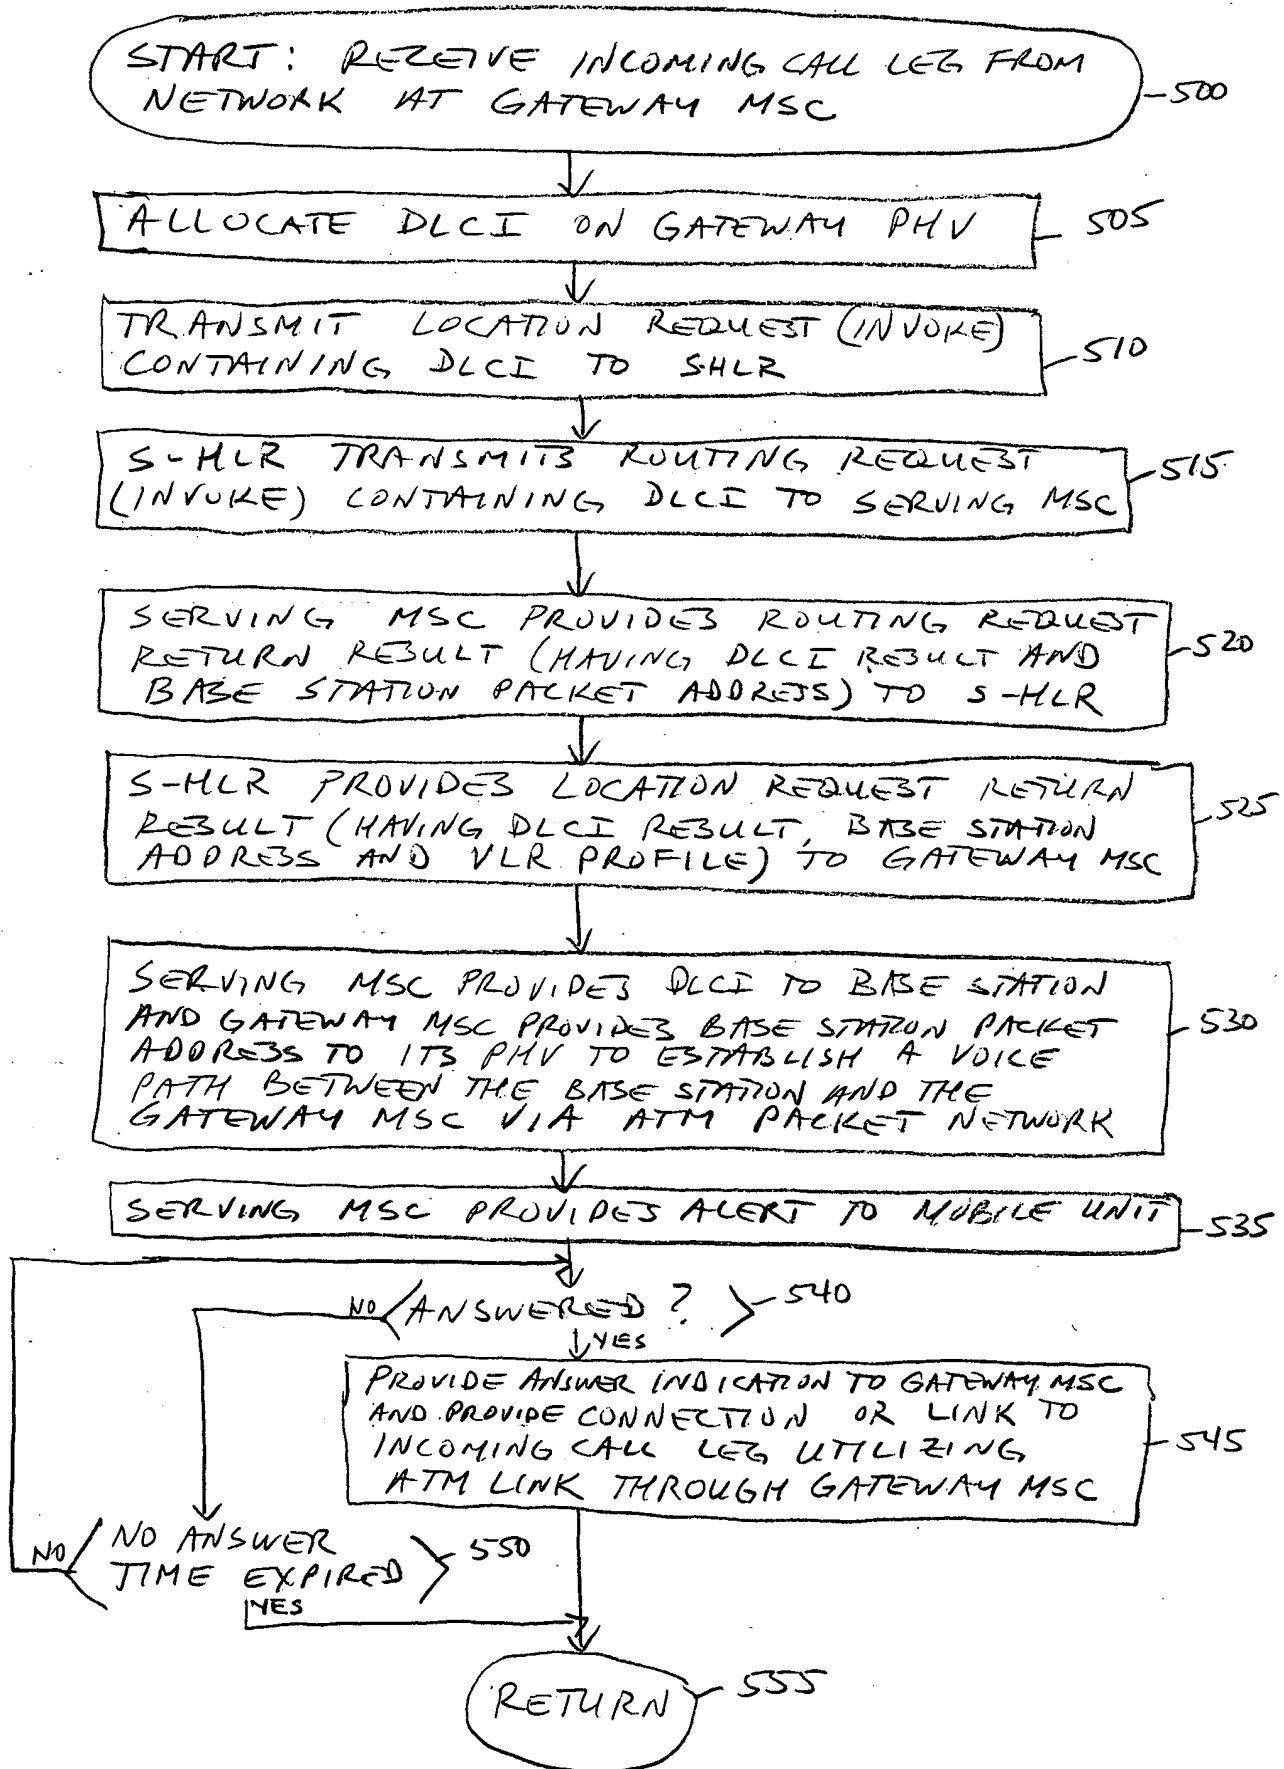 START: RECEIVE INCOMING CALL LEG FROM
NETWORK AT GATEWAY MSC
500
ALLOCATE DLCI ON GATEWAY PHV
505
TRANSMIT LOCATION REQUEST (INVOKE)
CONTAINING DLCI TO SHLR
510
S-HLR TRANSMITS ROUTING REQUEST
(INVOKE) CONTAINING DLCI TO SERVING MSC
515
SERVING MSC PROVIDES ROUTING REQUEST
RETURN RESULT (HAVING DLCI RESULT AND
BASE STATION PACKET ADDRESS) TO S-HLR
520
S-HLR PROVIDES LOCATION REQUEST RETURN
RESULT (HAVING DLCI RESULT, BASE STATION
ADDRESS AND VLR PROFILE) TO GATEWAY MSC
525
SERVING MSC PROVIDES DLCI TO BASE STATION
AND GATEWAY MSC PROVIDES BASE STATION PACKET
ADDRESS TO ITS PHV TO ESTABLISH A VOICE
PATH BETWEEN THE BASE STATION AND THE
GATEWAY MSC VIA ATM PACKET NETWORK
530
SERVING MSC PROVIDES ALERT TO MOBILE UNIT
535
NO
ANSWERED ?
540
YES
PROVIDE ANSWER INDICATION TO GATEWAY MSC
AND PROVIDE CONNECTION OR LINK TO
INCOMING CALL LEG UTILIZING
ATM LINK THROUGH GATEWAY MSC
545
NO
NO ANSWER
TIME EXPIRED
550
YES
RETURN
555